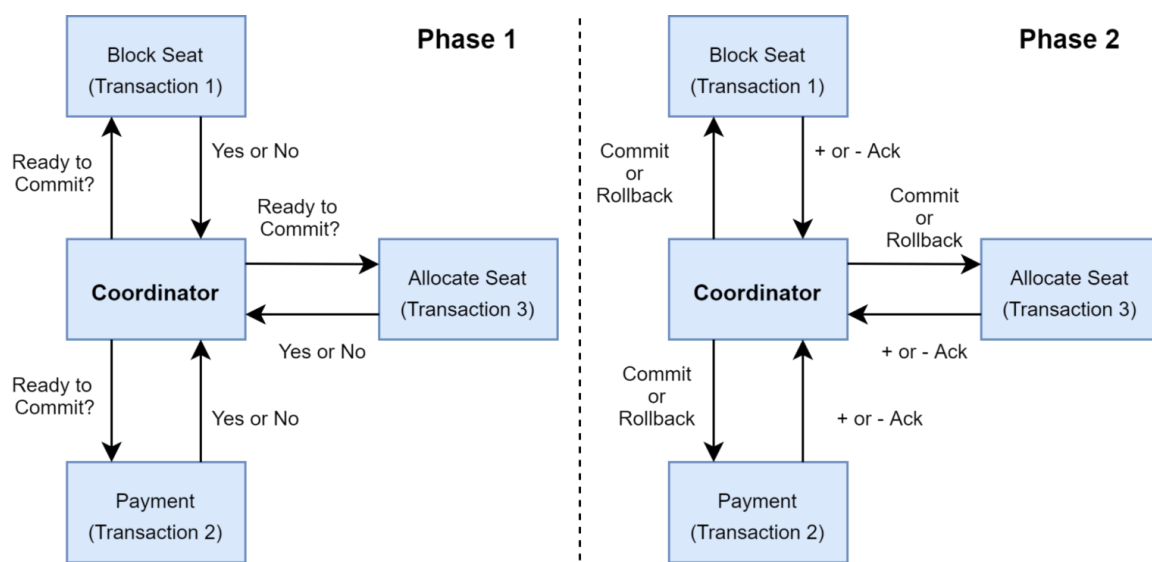 Phase 1
Block Seat
(Transaction 1)
Ready to
Commit?
Yes or No
Ready to
Commit?
Coordinator
Allocate Seat
(Transaction 3)
Yes or No
Ready to
Commit?
Yes or No
Payment
(Transaction 2)
Phase 2
Block Seat
(Transaction 1)
Commit
or
Rollback
+ or - Ack
Commit
or
Rollback
Coordinator
Allocate Seat
(Transaction 3)
+ or - Ack
Commit
or
Rollback
+ or - Ack
Payment
(Transaction 2)